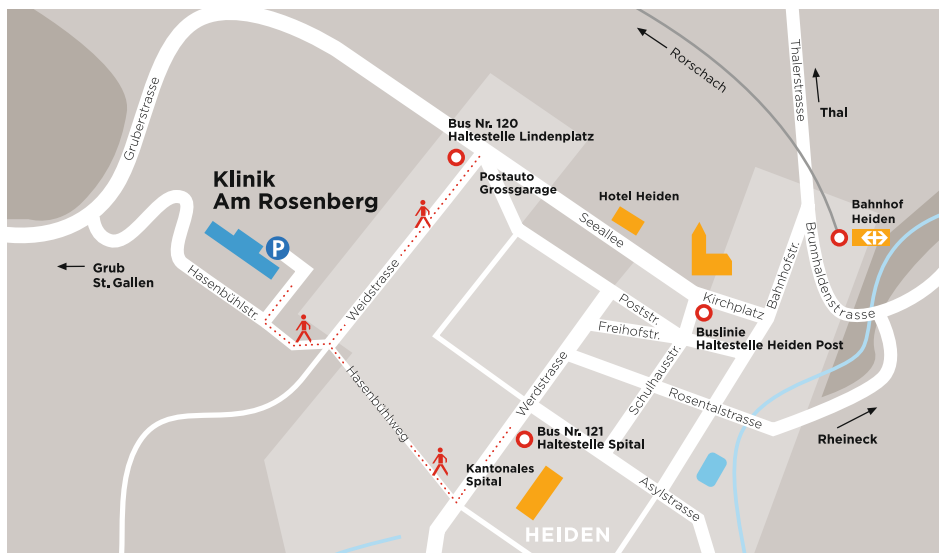 Gruberstrasse
Rorschach
Thalerstrasse
Thal
Bus Nr. 120
Haltestelle Lindenplatz
Postauto
Grossgarage
Klinik
Am Rosenberg
P
Hotel Heiden
Seeallee
Bahnhof
Heiden
Grub
St. Gallen
Hasenbühlstr.
Weidstrasse
Poststr.
Freihofstr.
Kirchplatz
Bahnhofstr.
Brunnhaldenstrasse
Buslinie
Haltestelle Heiden Post
Hasenbühlweg
Werdstrasse
Schulhausstr.
Rosentalstrasse
Rheineck
Bus Nr. 121
Haltestelle Spital
Kantonales
Spital
Asylstrasse
HEIDEN